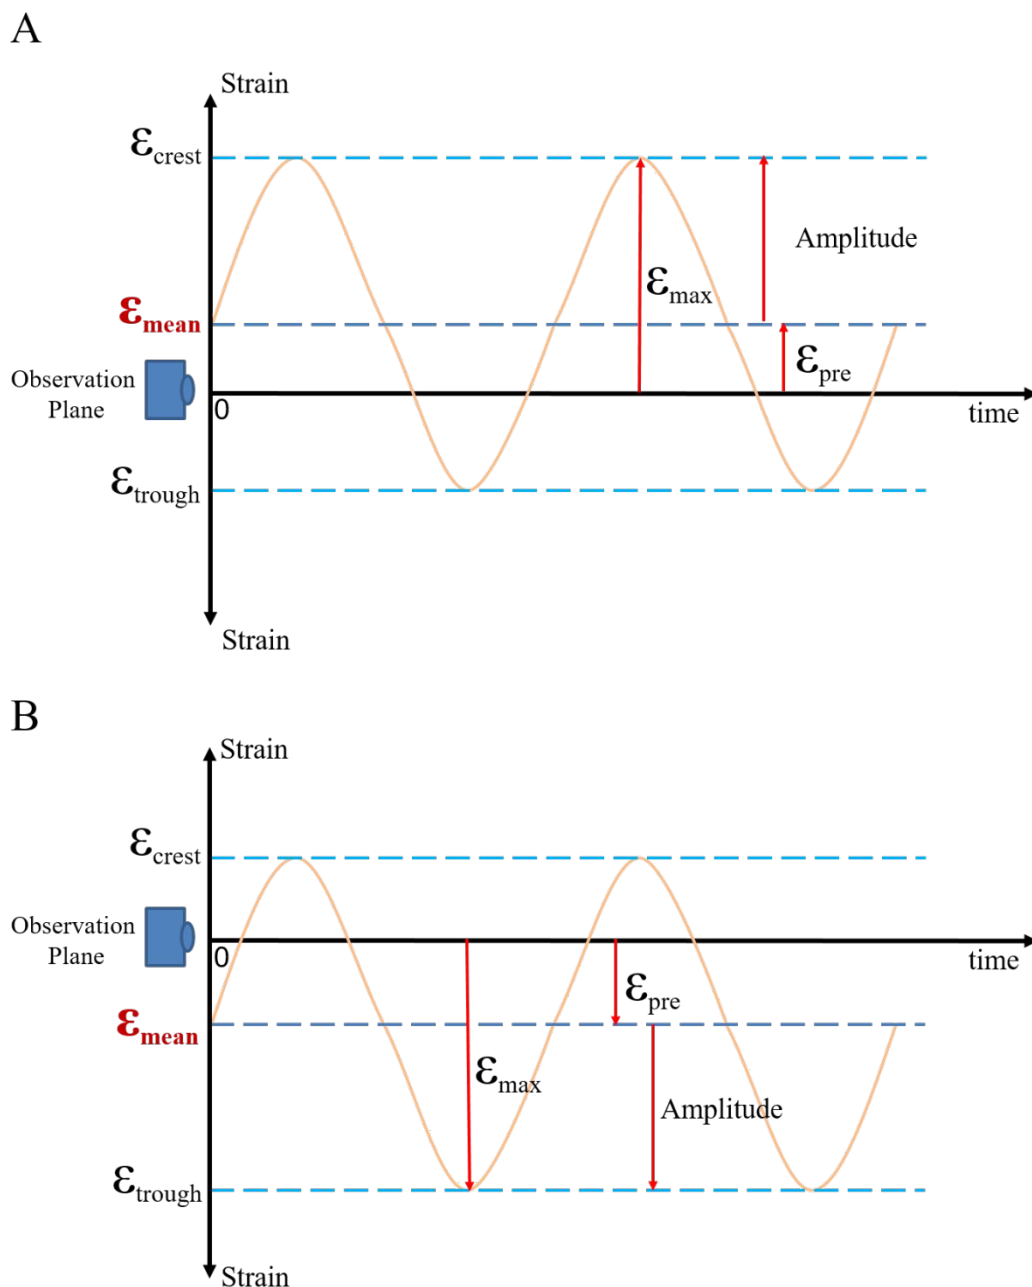 A
Strain
εcrest
Amplitude
εmax
εmean
εpre
Observation
Plane
0
time
εtrough
Strain
B
Strain
εcrest
Observation
Plane
0
time
εpre
εmean
εmax
Amplitude
εtrough
Strain